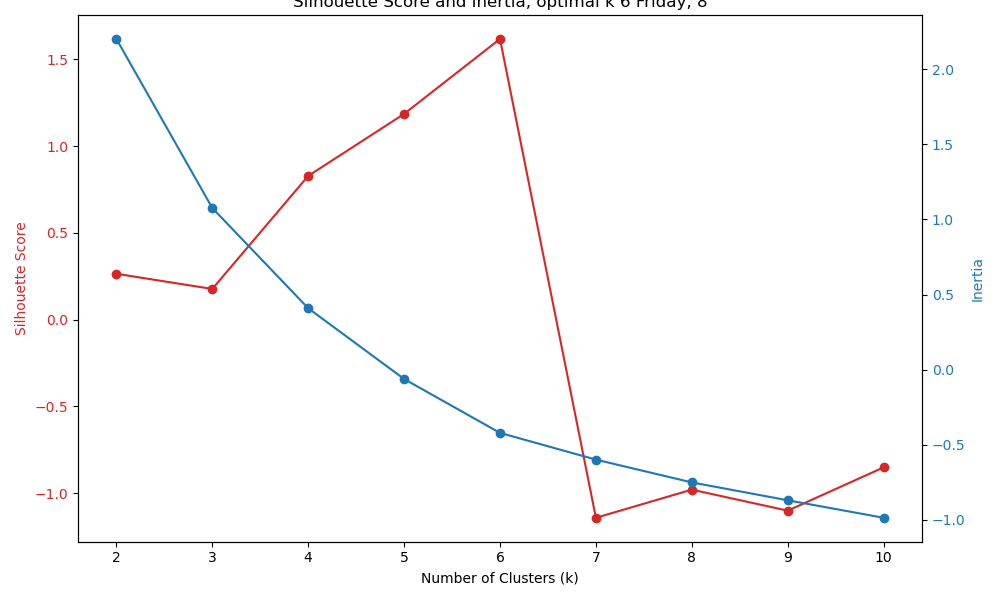 Silhouette Score and Inertia, optimal k 6 Friday, 8
1.5
1.0
0.5
0.0
−0.5
−1.0
Silhouette Score
2.0
1.5
1.0
0.5
0.0
−0.5
−1.0
Inertia
2 3 4 5 6 7 8 9 10
Number of Clusters (k)